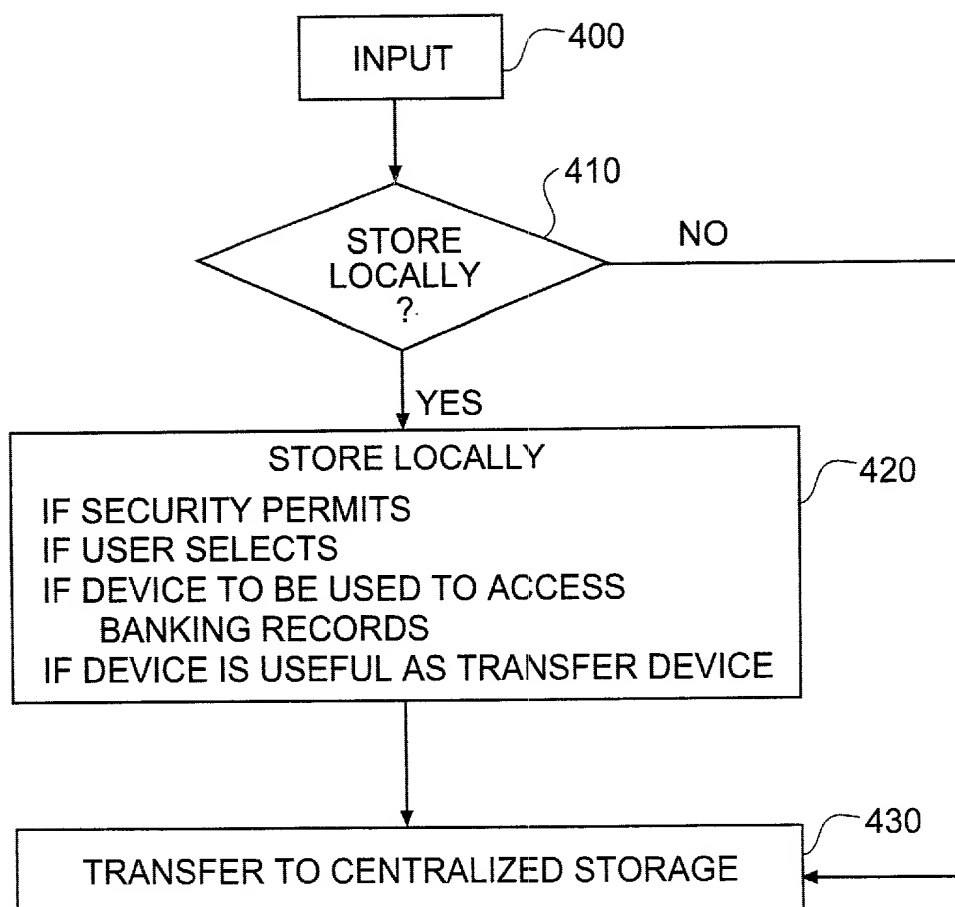 INPUT
400
410
STORE
LOCALLY
?
NO
YES
STORE LOCALLY
420
IF SECURITY PERMITS
IF USER SELECTS
IF DEVICE TO BE USED TO ACCESS
BANKING RECORDS
IF DEVICE IS USEFUL AS TRANSFER DEVICE
430
TRANSFER TO CENTRALIZED STORAGE